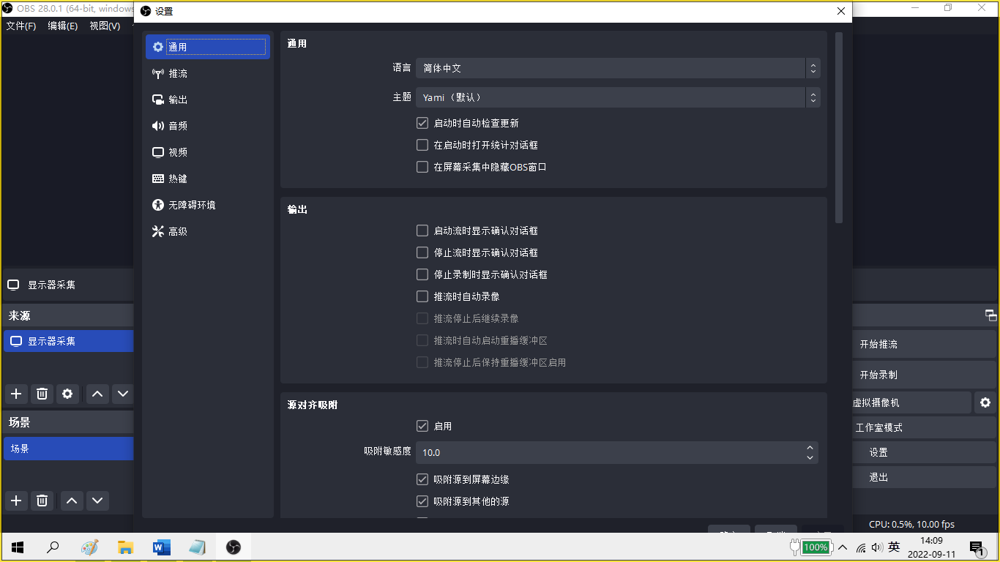 OBS 28.0.1 (64-bit, windows
设置
文件(F) 编辑(E) 视图(V)
通用
推流
输出
音频
视频
热键
无障碍环境
高级
通用
语言 简体中文
主题 Yami（默认）
启动时自动检查更新
在启动时打开统计对话框
在屏幕采集中隐藏OBS窗口
输出
启动流时显示确认对话框
停止流时显示确认对话框
停止录制时显示确认对话框
推流时自动录像
推流停止后继续录像
推流时自动启动重播缓冲区
推流停止后保持重播缓冲区启用
源对齐吸附
启用
吸附敏感度 10.0
吸附源到屏幕边缘
吸附源到其他的源
显示器采集
来源
显示器采集
场景
场景
开始推流
开始录制
虚拟摄像机
工作室模式
设置
退出
CPU: 0.5%, 10.00 fps
100%
英
14:09
2022-09-11
1